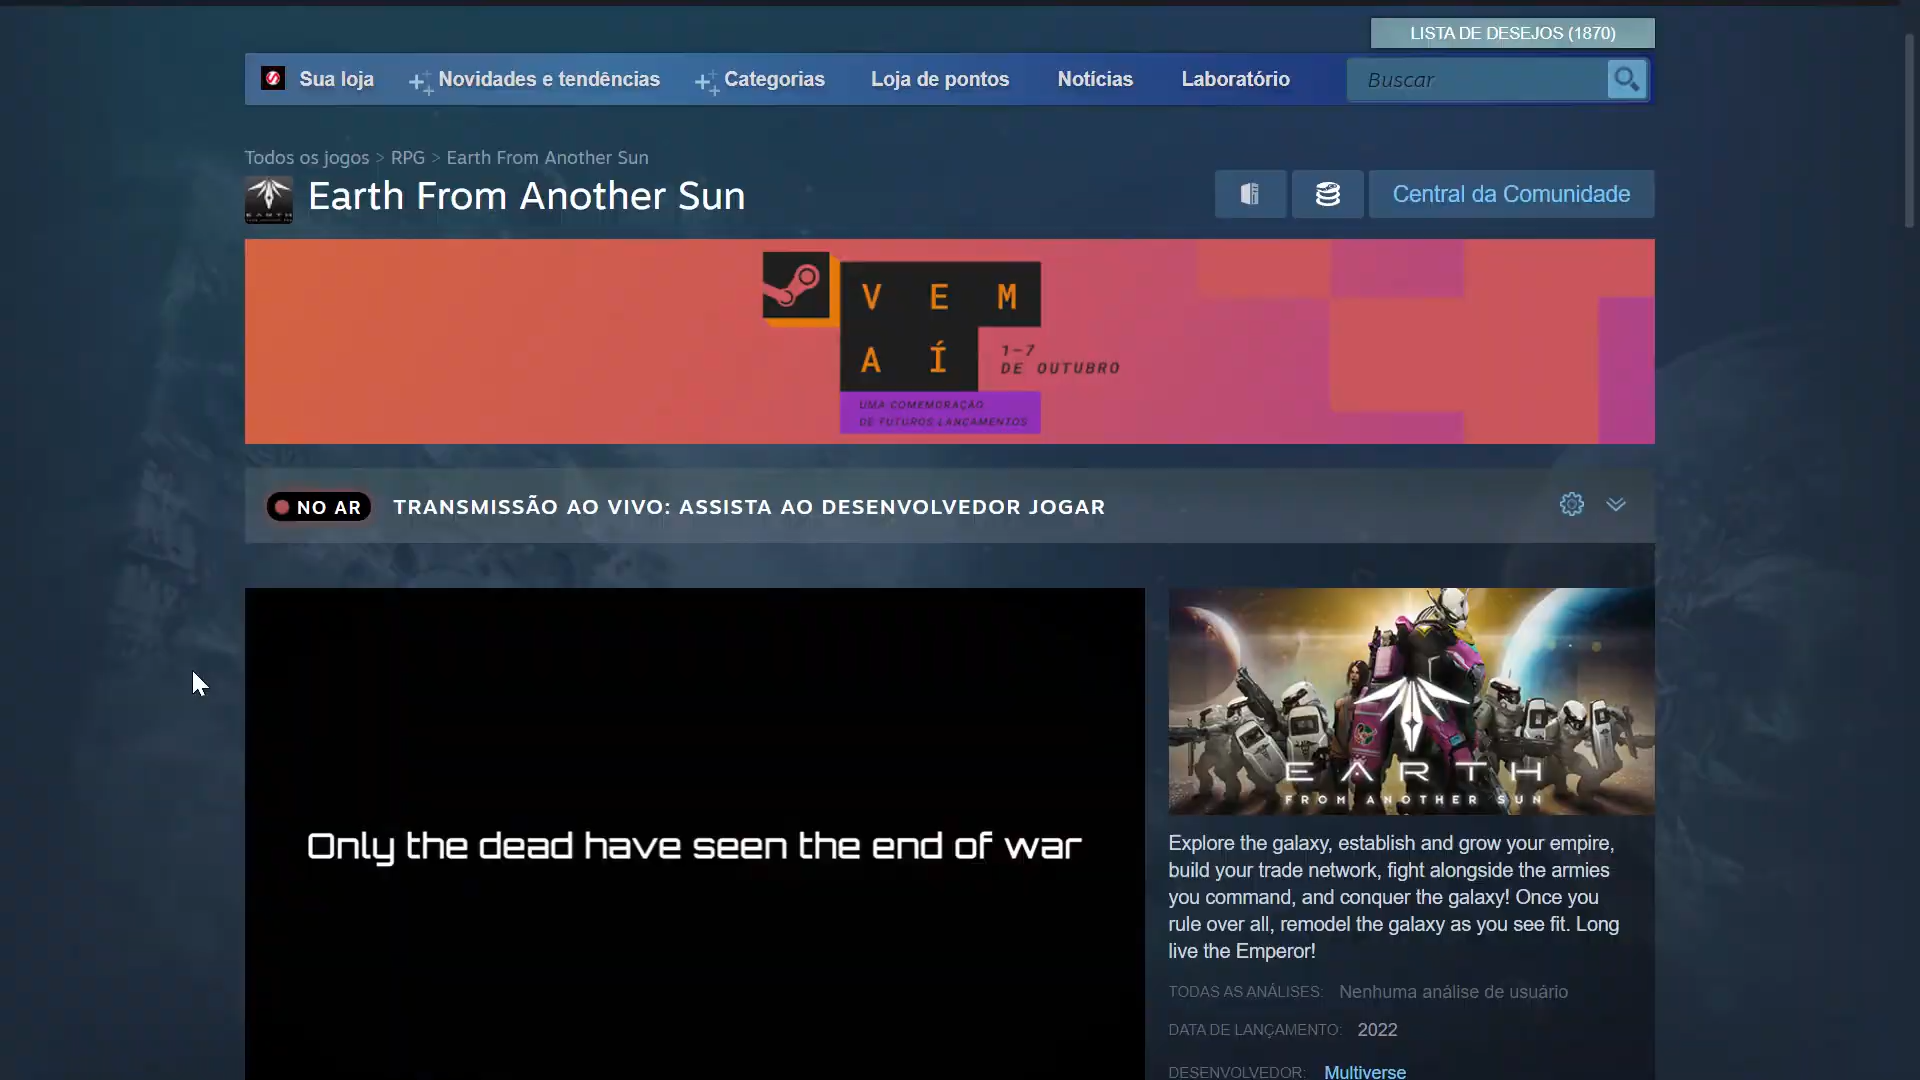 LISTA DE DESEJOS (1870)
Sua loja Novidades e tendências Categorias Loja de pontos Notícias Laboratório Buscar
Todos os jogos > RPG > Earth From Another Sun
Earth From Another Sun
Central da Comunidade
VEM
AÍ
1-7
DE OUTUBRO
UMA COMEMORAÇÃO
DE FUTUROS LANÇAMENTOS
NO AR TRANSMISSÃO AO VIVO: ASSISTA AO DESENVOLVEDOR JOGAR
Only the dead have seen the end of war
EARTH
FROM ANOTHER SUN
Explore the galaxy, establish and grow your empire,
build your trade network, fight alongside the armies
you command, and conquer the galaxy! Once you
rule over all, remodel the galaxy as you see fit. Long
live the Emperor!
TODAS AS ANÁLISES: Nenhuma análise de usuário
DATA DE LANÇAMENTO: 2022
DESENVOLVEDOR: Multiverse